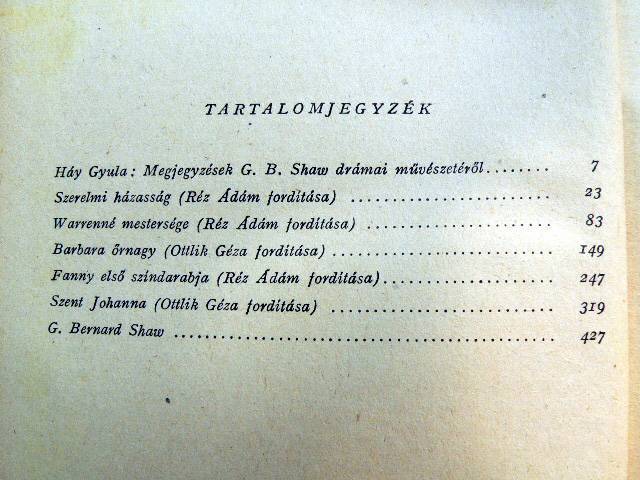 TARTALOMJEGYZÉK
Háy Gyula: Megjegyzések G. B. Shaw drámai művészetéről ........ 7
Szerelmi házasság (Réz Ádám fordítása) ........................ 23
Warrenné mestersége (Réz Ádám fordítása) ...................... 83
Barbara őrnagy (Ottlik Géza fordítása) ......................... 149
Fanny első színdarabja (Réz Ádám fordítása) .................... 247
Szent Johanna (Ottlik Géza fordítása) .......................... 319
G. Bernard Shaw ................................................ 427